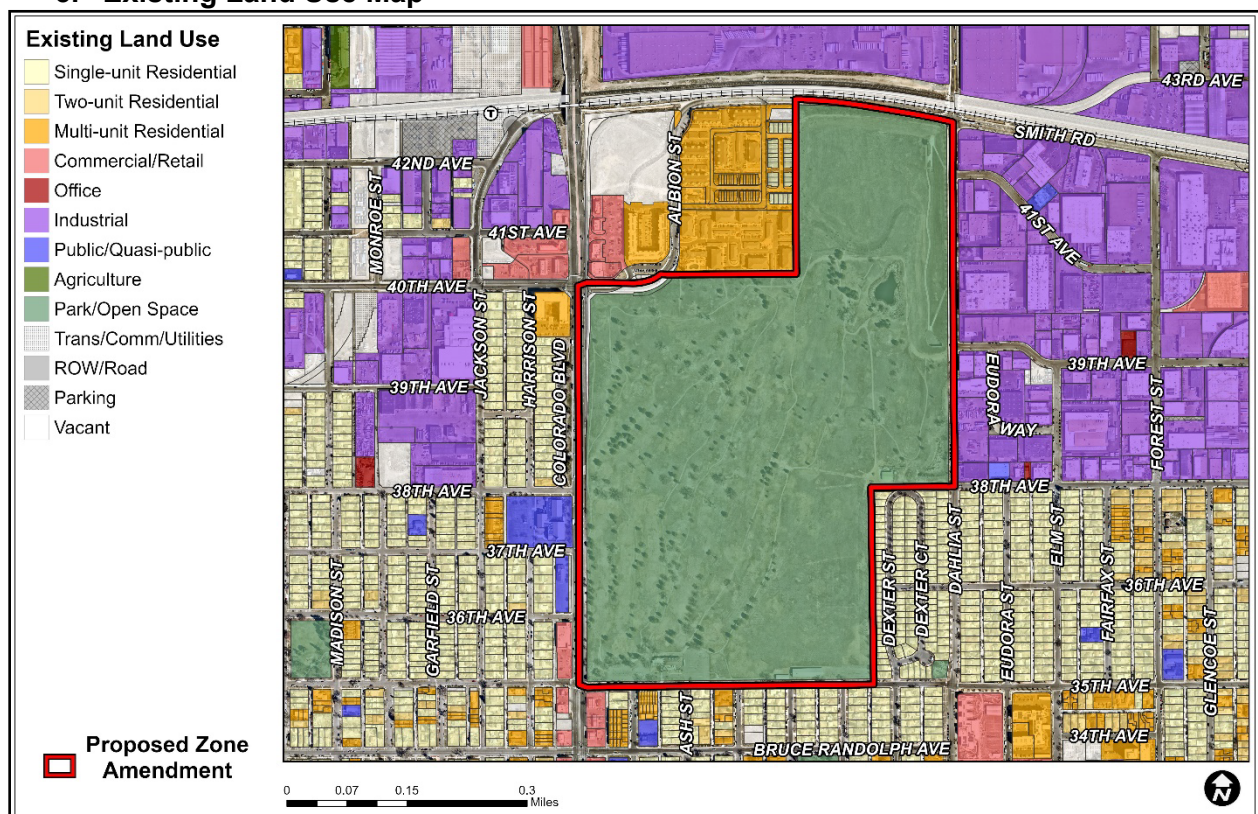 Existing Land Use Map
Existing Land Use
Single-unit Residential
Two-unit Residential
Multi-unit Residential
Commercial/Retail
Office
Industrial
Public/Quasi-public
Agriculture
Park/Open Space
Trans/Comm/Utilities
ROW/Road
Parking
Vacant
Proposed Zone
Amendment
0 0.07 0.15 0.3
Miles
43RD AVE
SMITH RD
T
42ND AVE
MONROE ST
ALBION ST
41ST AVE
41ST AVE
40TH AVE
JACKSON ST
HARRISON ST
COLORADO BLVD
39TH AVE
39TH AVE
EUDORA
WAY
FOREST ST
38TH AVE
38TH AVE
37TH AVE
MADISON ST
GARFIELD ST
36TH AVE
DEXTER ST
DEXTER CT
DAHLIA ST
EUDORA ST
ELM ST
FAIRFAX ST
36TH AVE
GLENCOE ST
35TH AVE
ASH ST
BRUCE RANDOLPH AVE
34TH AVE
N